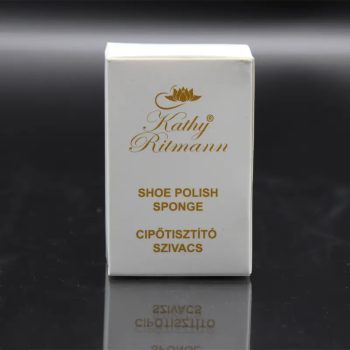 Kathy®
Ritmann
SHOE POLISH
SPONGE
CIPŐTISZTÍTÓ
SZIVACS